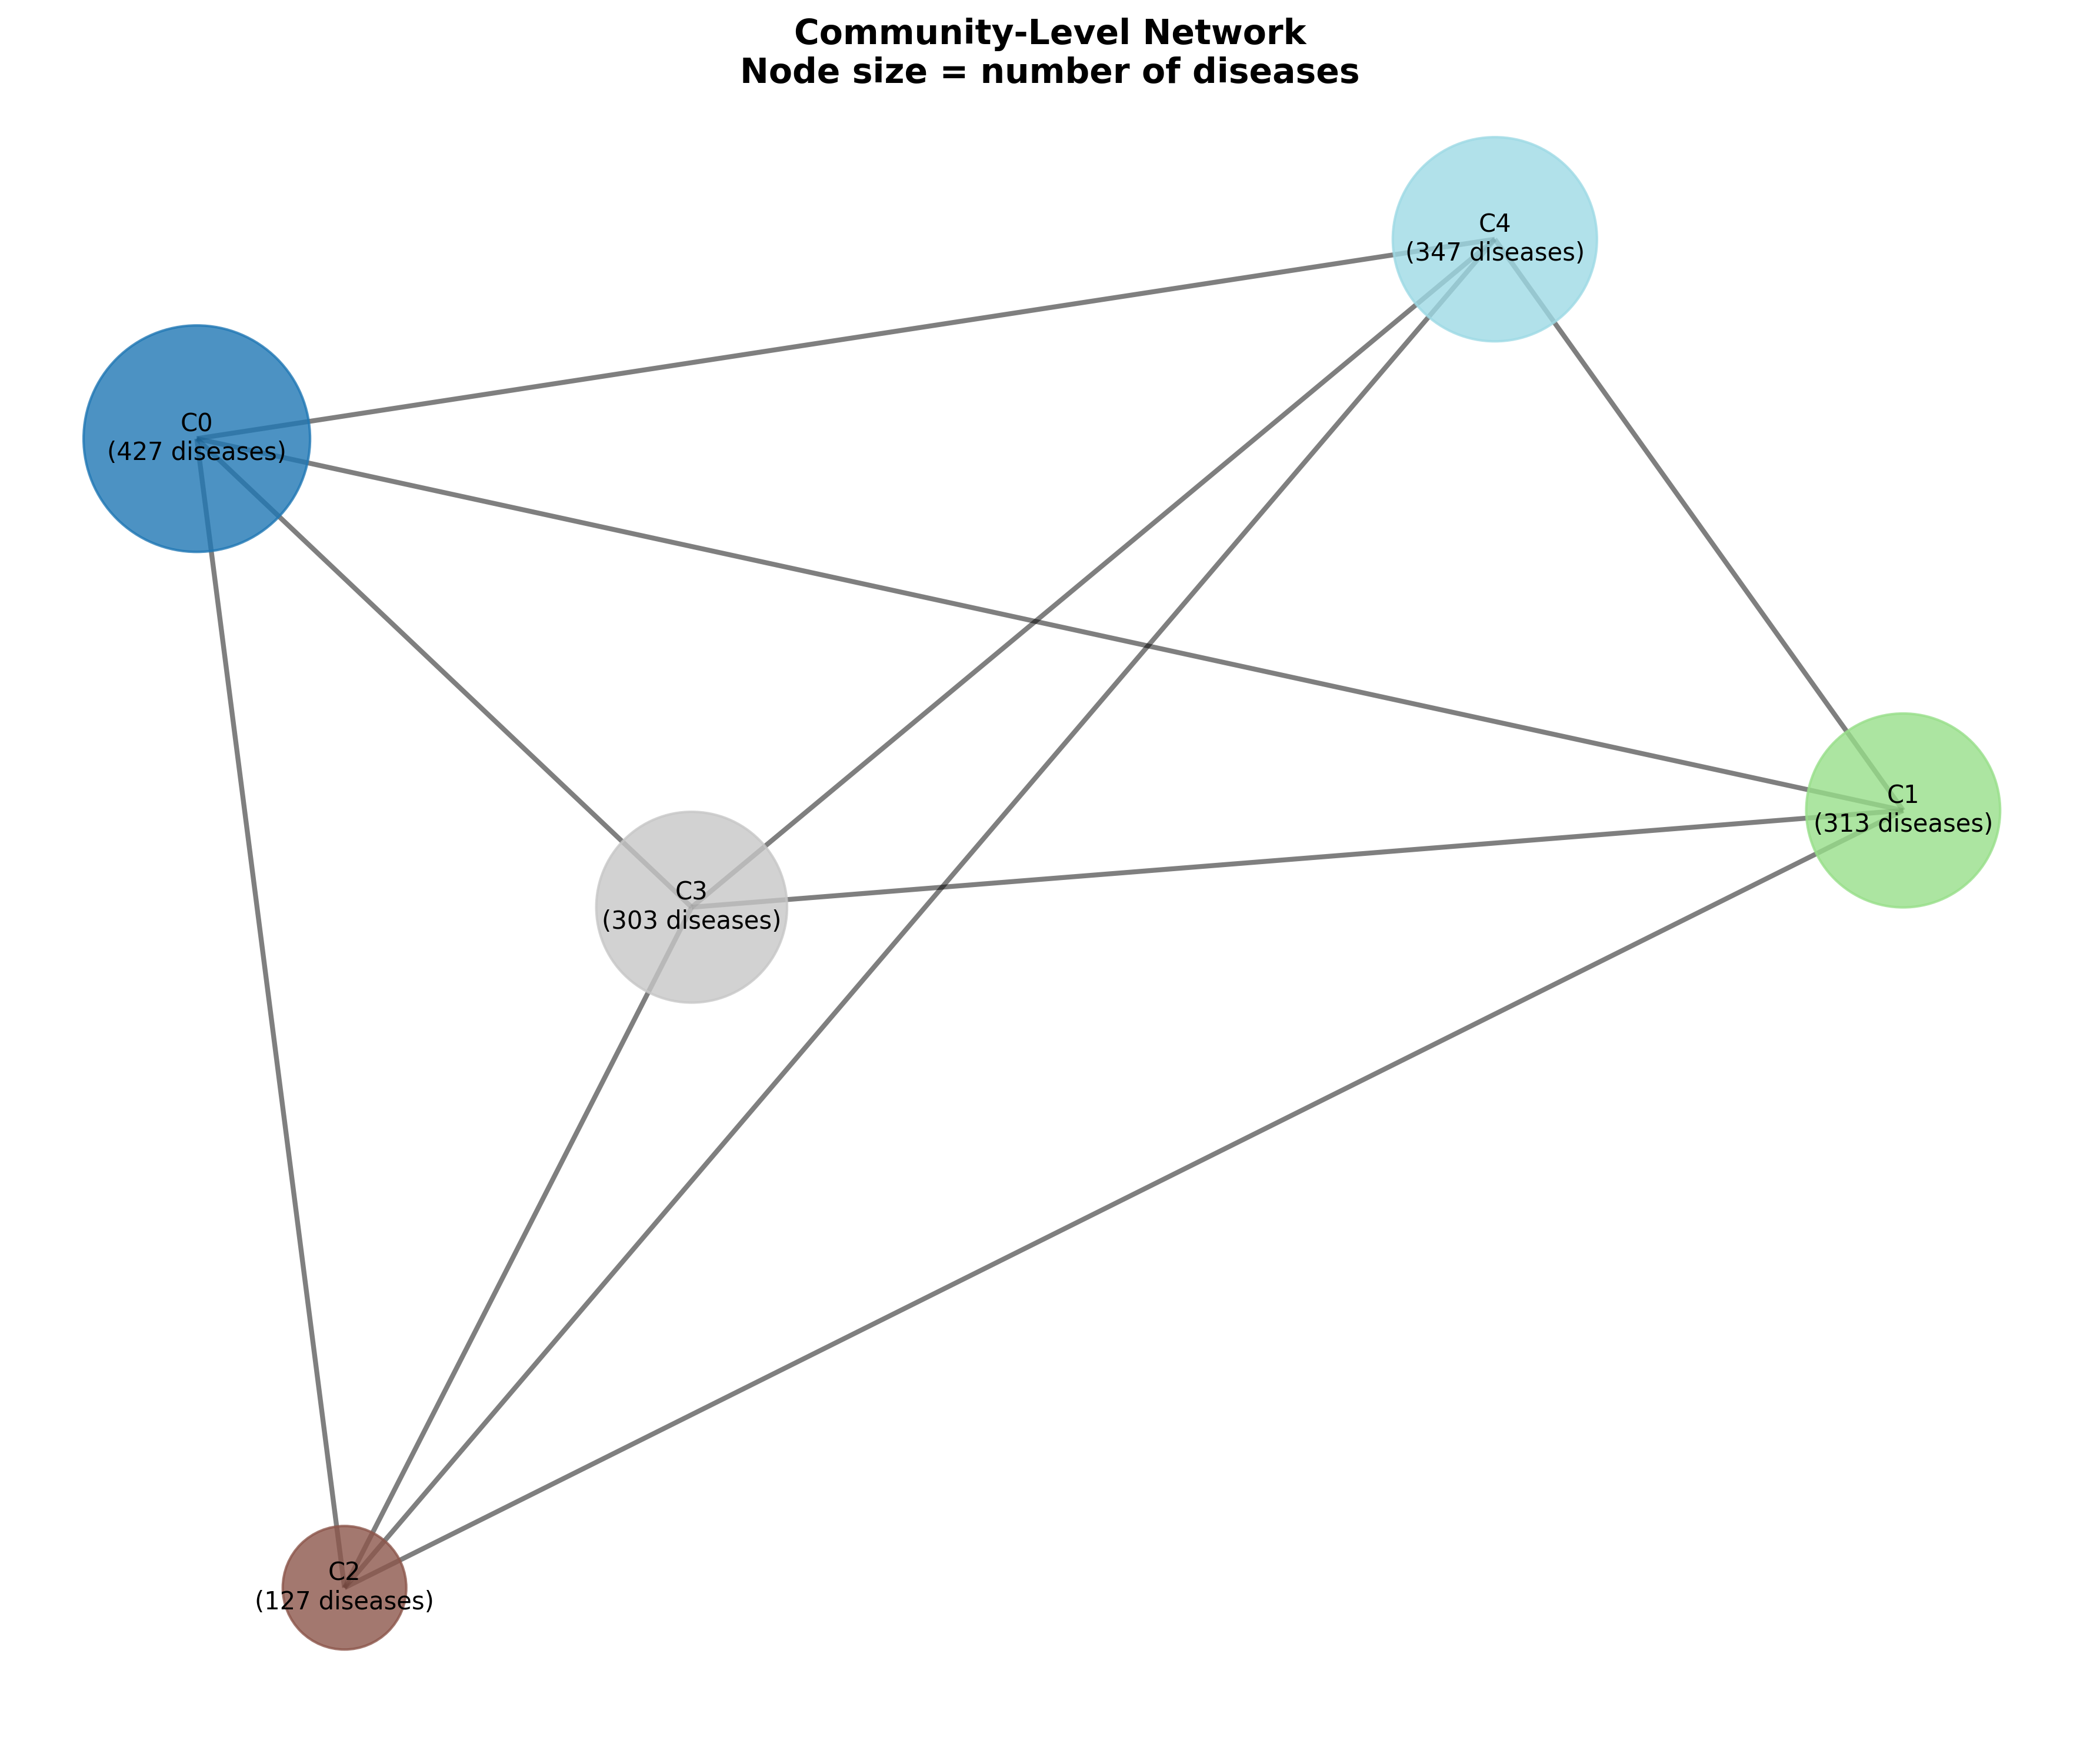 Community-Level Network
Node size = number of diseases
C4
(347 diseases)
C0
(427 diseases)
C1
(313 diseases)
C3
(303 diseases)
C2
(127 diseases)